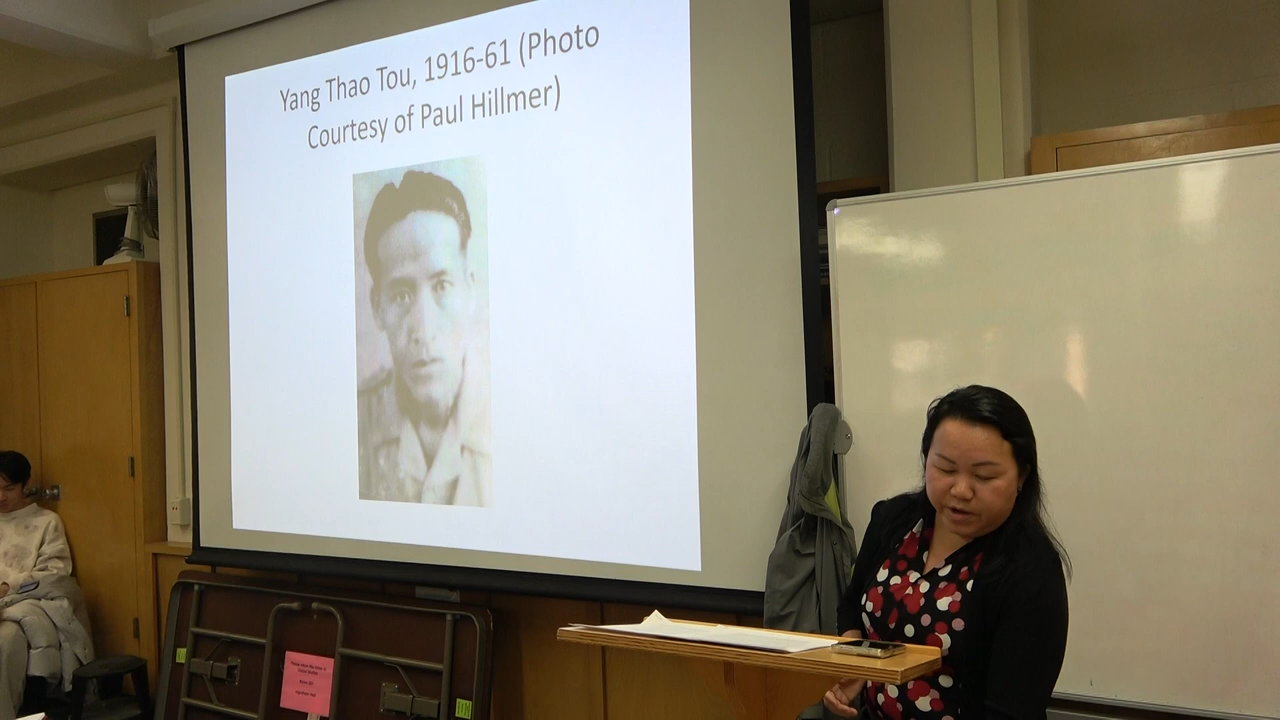 Yang Thao Tou, 1916-61 (Photo
Courtesy of Paul Hillmer)